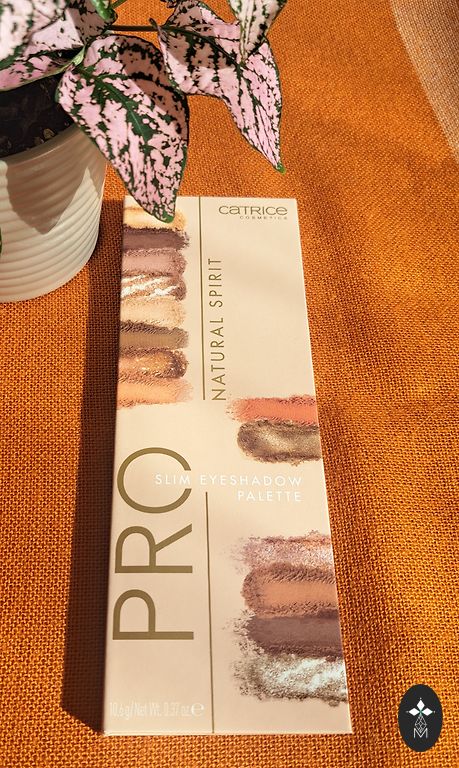 CATRICE
COSMETICS
NATURAL SPIRIT
PRO
SLIM EYESHADOW
PALETTE
10,6 g/Net Wt. 0.37 oz ℮